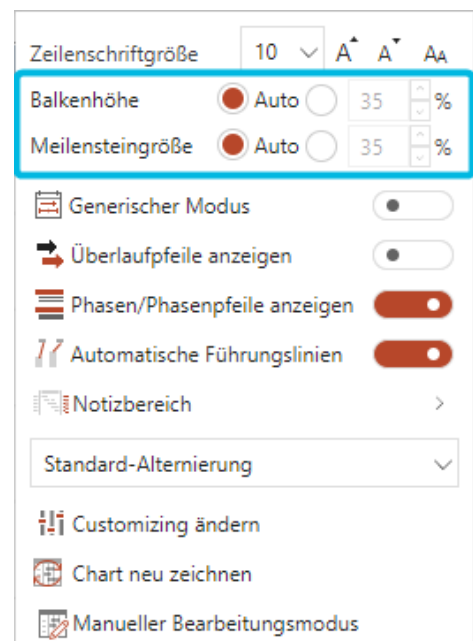 Zeilenschriftgröße 10 A A AA
Balkenhöhe Auto 35 %
Meilensteingröße Auto 35 %
Generischer Modus
Überlaufpfeile anzeigen
Phasen/Phasenpfeile anzeigen
Automatische Führungslinien
Notizbereich
Standard-Alternierung
Customizing ändern
Chart neu zeichnen
Manueller Bearbeitungsmodus